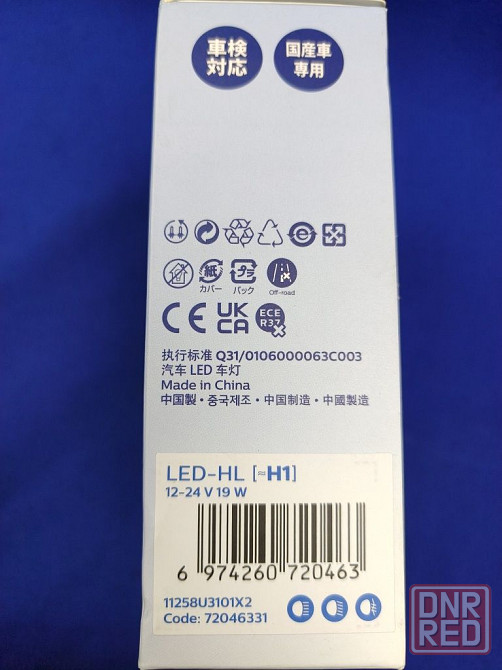 車検
対応
国産車
専用
紙
カバー
プラ
パック
Off-road
CE
UK
CA
ECE
R37
执行标准 Q31/0106000063C003
汽车 LED 车灯
Made in China
中国製・중국제조・中国制造・中國製造
LED-HL [≈H1]
12-24 V 19 W
6 974260 720463
11258U3101X2
Code: 72046331
DNR
RED